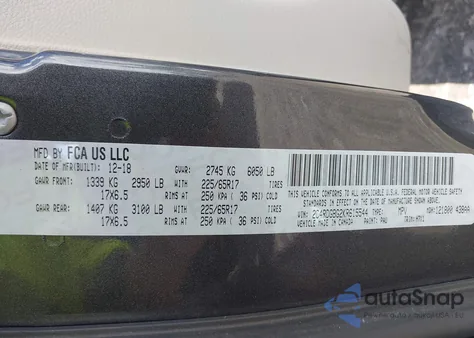 MFD BY FCA US LLC
DATE OF MFR(BUILT): 12-18 GVWR: 2745 KG 6050 LB
GAWR FRONT: 1339 KG 2950 LB 225/65R17 TIRES
17X6.5 RIMS AT 250 KPA ( 36 PSI) COLD
GAWR REAR: 1407 KG 3100 LB 225/65R17 TIRES
17X6.5 RIMS AT 250 KPA ( 36 PSI) COLD
THIS VEHICLE CONFORMS TO ALL APPLICABLE U.S.A. FEDERAL MOTOR VEHICLE
IN EFFECT ON THE DATE OF MANUFACTURE SHOWN ABOVE.
VIN: MPV
VEHICLE MADE IN CANADA PAINT: PAU
autoSnap